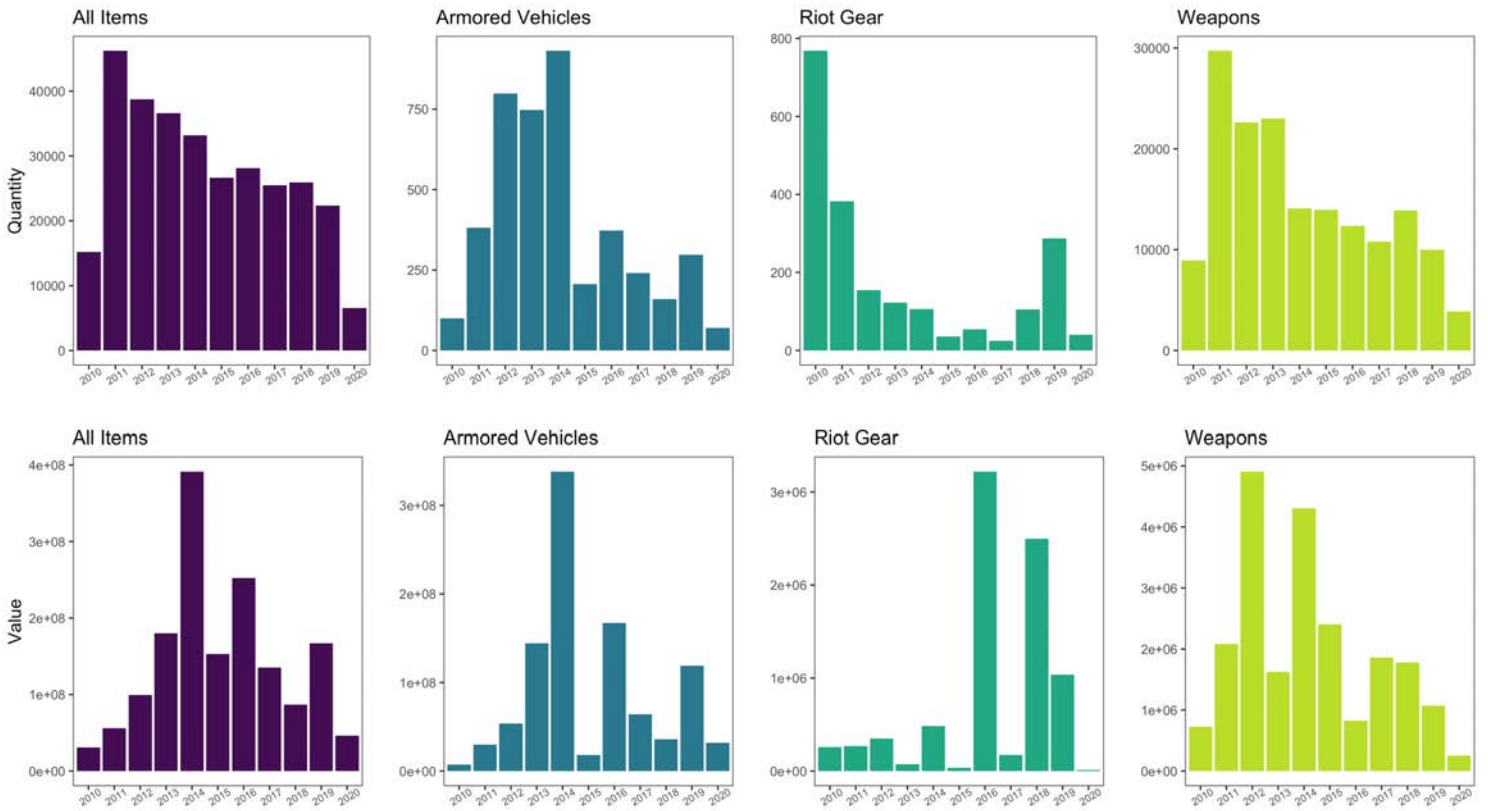 All Items
Armored Vehicles
Riot Gear
Weapons
Quantity
40000
30000
20000
10000
0
2010 2011 2012 2013 2014 2015 2016 2017 2018 2019 2020
750
500
250
0
2010 2011 2012 2013 2014 2015 2016 2017 2018 2019 2020
800
600
400
200
0
2010 2011 2012 2013 2014 2015 2016 2017 2018 2019 2020
30000
20000
10000
0
2010 2011 2012 2013 2014 2015 2016 2017 2018 2019 2020
All Items
Armored Vehicles
Riot Gear
Weapons
Value
4e+08
3e+08
2e+08
1e+08
0e+00
2010 2011 2012 2013 2014 2015 2016 2017 2018 2019 2020
3e+08
2e+08
1e+08
0e+00
2010 2011 2012 2013 2014 2015 2016 2017 2018 2019 2020
3e+06
2e+06
1e+06
0e+00
2010 2011 2012 2013 2014 2015 2016 2017 2018 2019 2020
5e+06
4e+06
3e+06
2e+06
1e+06
0e+00
2010 2011 2012 2013 2014 2015 2016 2017 2018 2019 2020